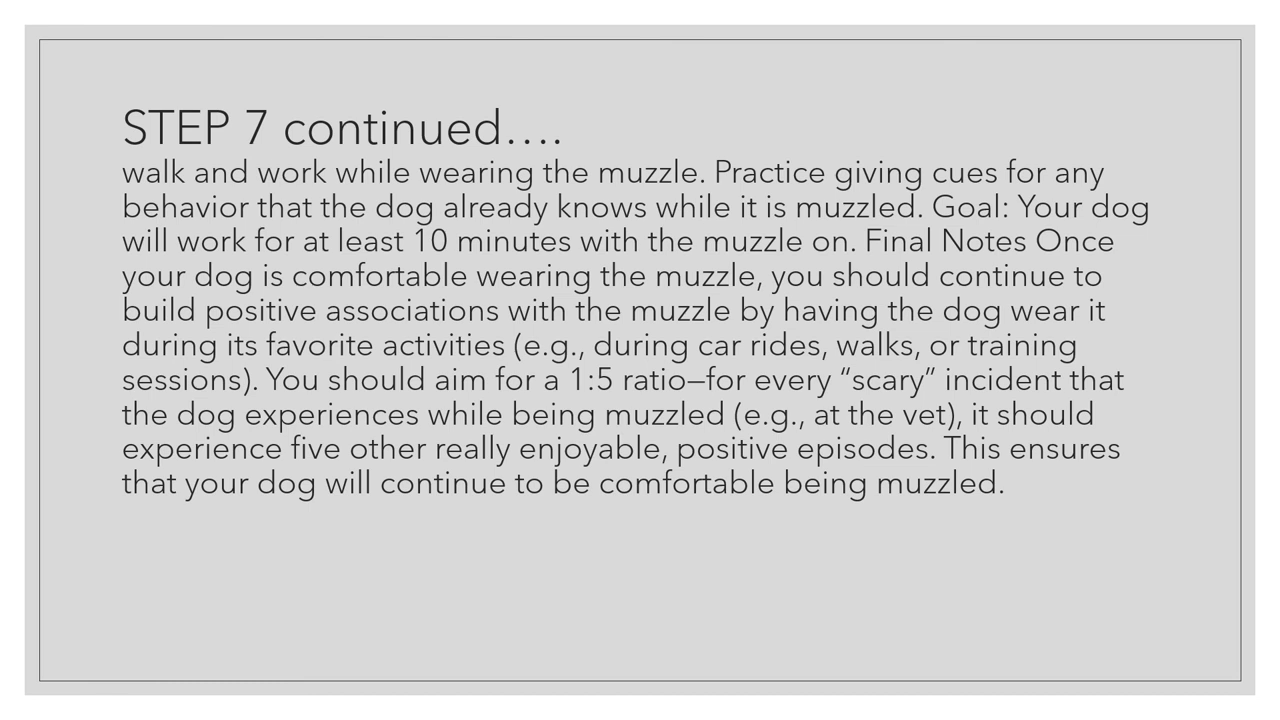 STEP 7 continued….
walk and work while wearing the muzzle. Practice giving cues for any
behavior that the dog already knows while it is muzzled. Goal: Your dog
will work for at least 10 minutes with the muzzle on. Final Notes Once
your dog is comfortable wearing the muzzle, you should continue to
build positive associations with the muzzle by having the dog wear it
during its favorite activities (e.g., during car rides, walks, or training
sessions). You should aim for a 1:5 ratio—for every “scary” incident that
the dog experiences while being muzzled (e.g., at the vet), it should
experience five other really enjoyable, positive episodes. This ensures
that your dog will continue to be comfortable being muzzled.